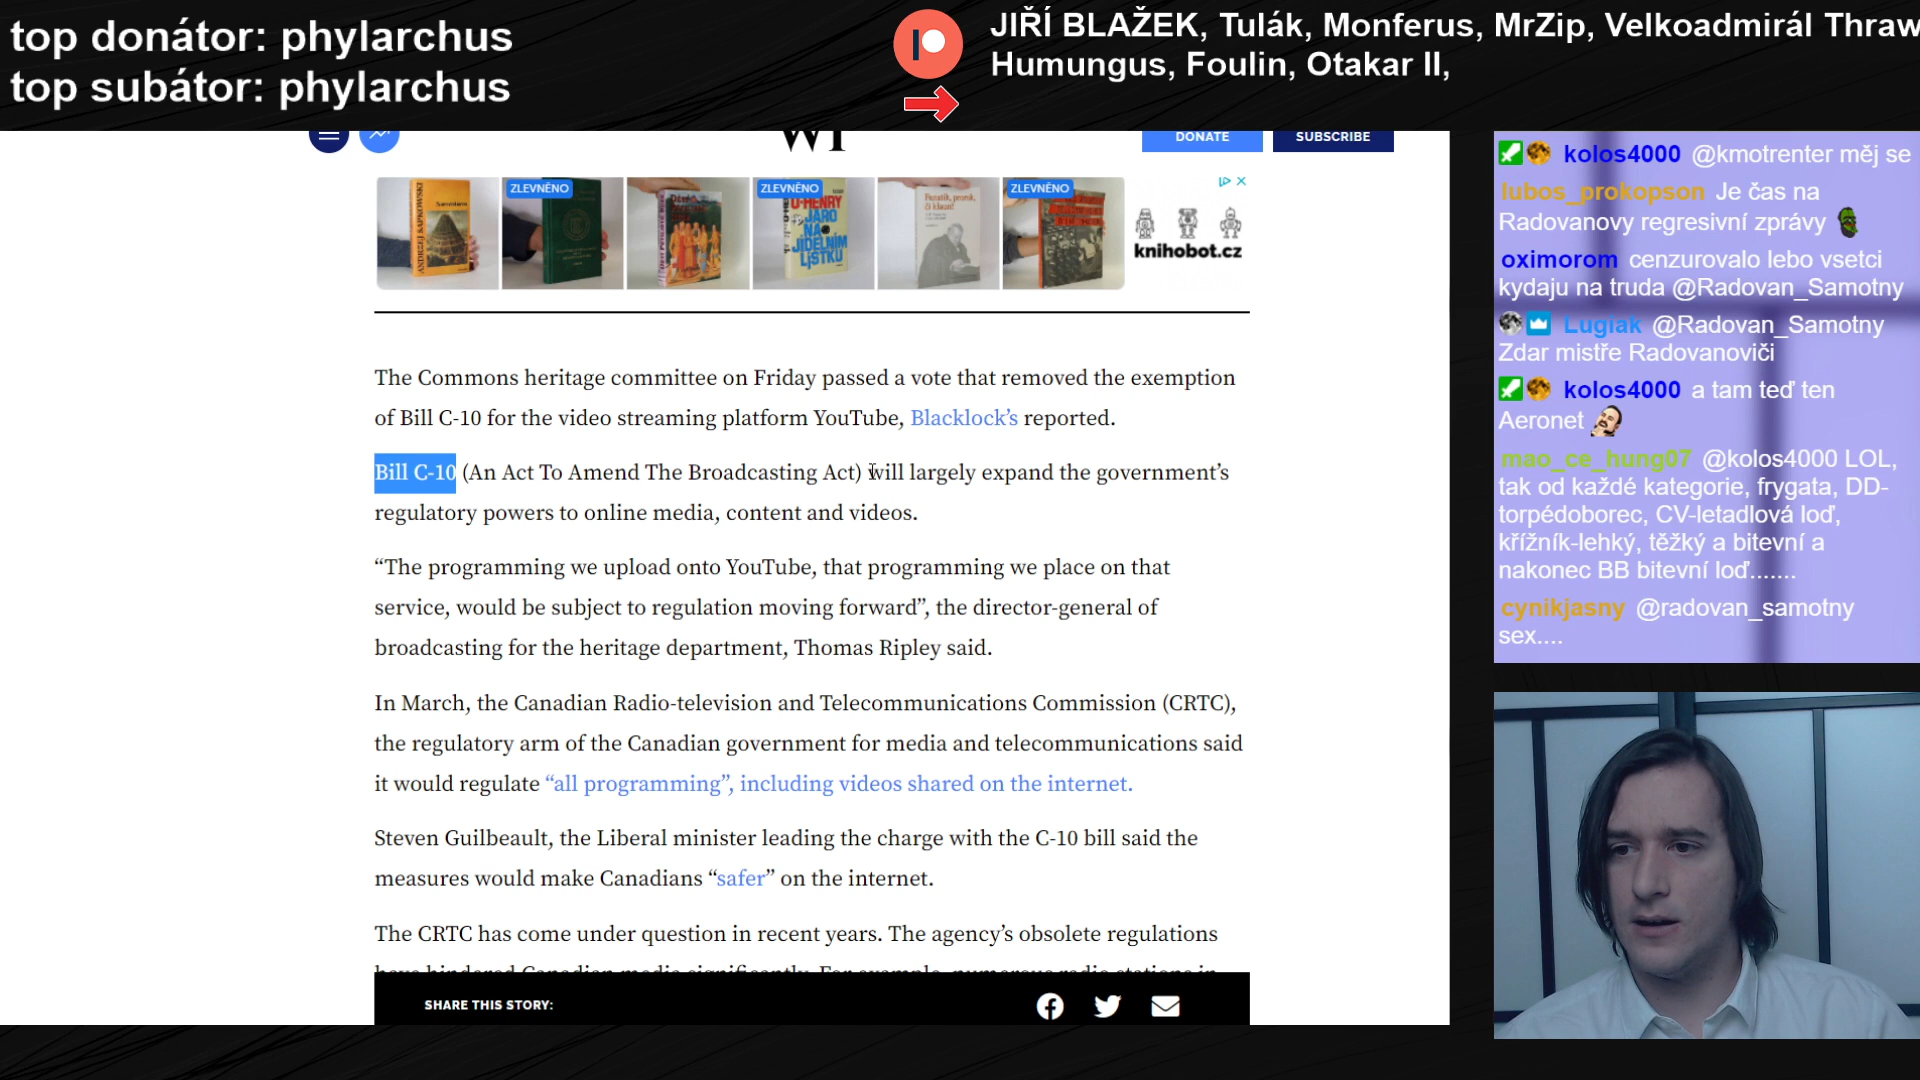 top donátor: phylarchus
top subátor: phylarchus
JIŘÍ BLAŽEK, Tulák, Monferus, MrZip, Velkoadmirál Thraw
Humungus, Foulin, Otakar II,
DONATE
SUBSCRIBE
ZLEVNĚNO
ZLEVNĚNO
ZLEVNĚNO
ANDRZEJ SAPKOWSKI
O. HENRY
JARO
NA
JÍDELNÍM
LÍSTKU
knihobot.cz
The Commons heritage committee on Friday passed a vote that removed the exemption
of Bill C-10 for the video streaming platform YouTube, Blacklock’s reported.
Bill C-10 (An Act To Amend The Broadcasting Act) will largely expand the government’s
regulatory powers to online media, content and videos.
“The programming we upload onto YouTube, that programming we place on that
service, would be subject to regulation moving forward”, the director-general of
broadcasting for the heritage department, Thomas Ripley said.
In March, the Canadian Radio-television and Telecommunications Commission (CRTC),
the regulatory arm of the Canadian government for media and telecommunications said
it would regulate “all programming”, including videos shared on the internet.
Steven Guilbeault, the Liberal minister leading the charge with the C-10 bill said the
measures would make Canadians “safer” on the internet.
The CRTC has come under question in recent years. The agency’s obsolete regulations
SHARE THIS STORY:
kolos4000 @kmotrenter měj se
lubos_prokopson Je čas na
Radovanovy regresivní zprávy
oximorom cenzurovalo lebo vsetci
kydaju na truda @Radovan_Samotny
Lugiak @Radovan_Samotny
Zdar mistře Radovanoviči
kolos4000 a tam teď ten
Aeronet
mao_ce_hung07 @kolos4000 LOL,
tak od každé kategorie, frygata, DD-
torpédoborec, CV-letadlová loď,
křížník-lehký, těžký a bitevní a
nakonec BB bitevní loď.......
cynikjasny @radovan_samotny
sex....